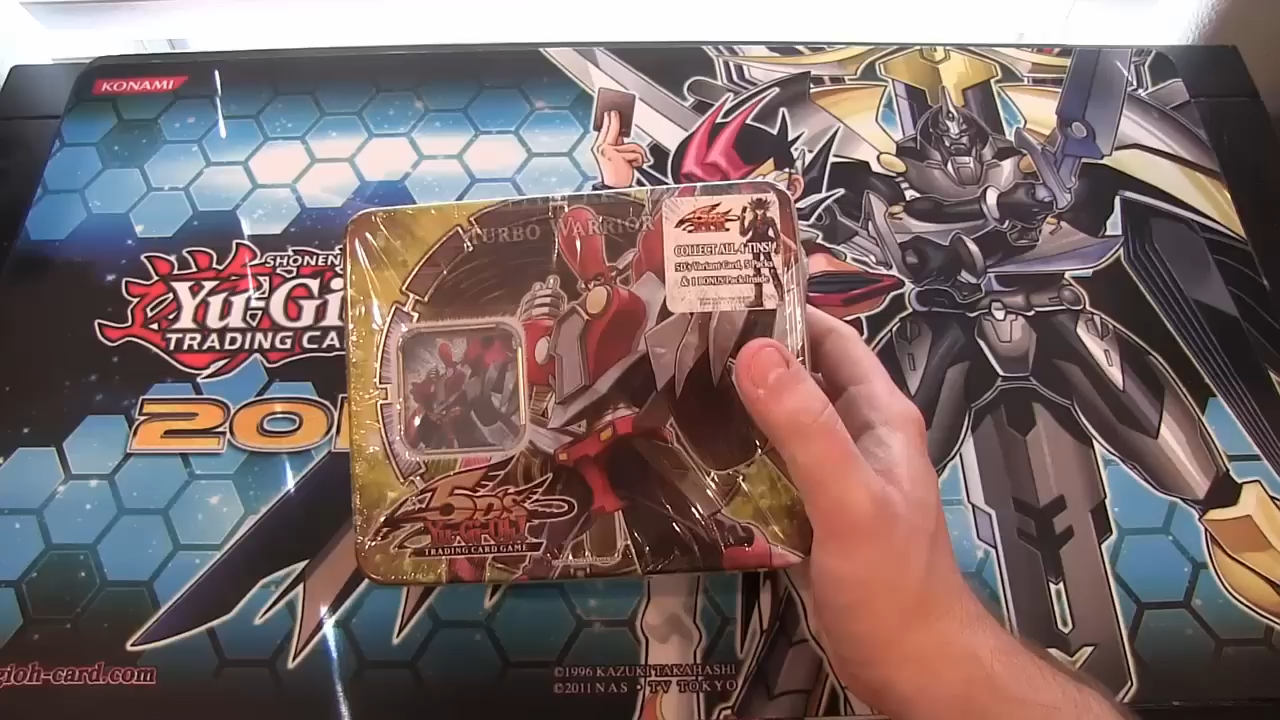 KONAMI
SHONEN
Yu-Gi
TRADING CA
20
gioh-card.com
©1996 KAZUKI TAKAHASHI
©2011 NAS • TV TOKYO
TURBO WARRIOR
COLLECT ALL 4 TINS!
5D's Variant Card, 5 Packs
& 1 BONUS Pack Inside
5D's
Yu-Gi-Oh!
TRADING CARD GAME